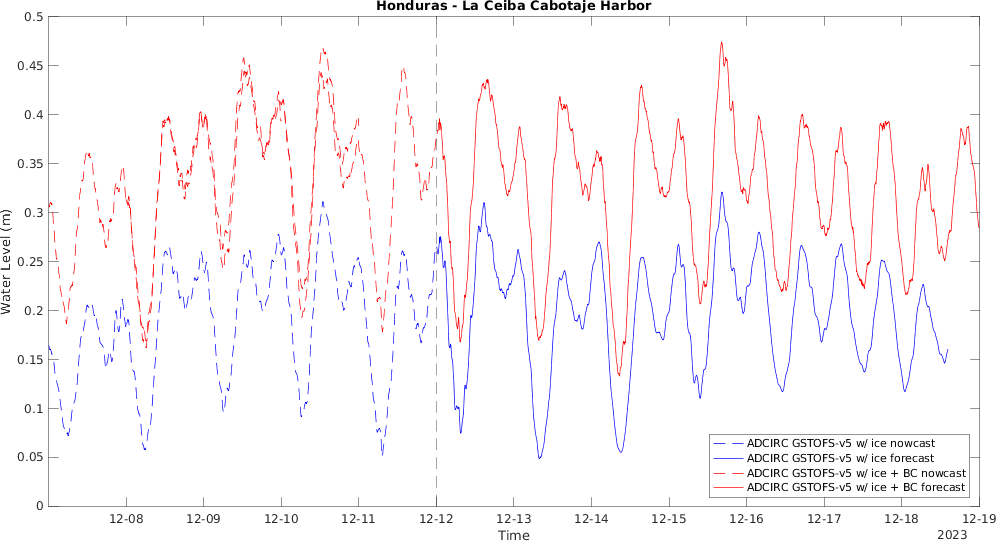 Honduras - La Ceiba Cabotaje Harbor
0.5
0.45
0.4
0.35
0.3
0.25
0.2
0.15
0.1
0.05
0
Water Level (m)
12-08 12-09 12-10 12-11 12-12 12-13 12-14 12-15 12-16 12-17 12-18 12-19
Time
2023
ADCIRC GSTOFS-v5 w/ ice nowcast
ADCIRC GSTOFS-v5 w/ ice forecast
ADCIRC GSTOFS-v5 w/ ice + BC nowcast
ADCIRC GSTOFS-v5 w/ ice + BC forecast